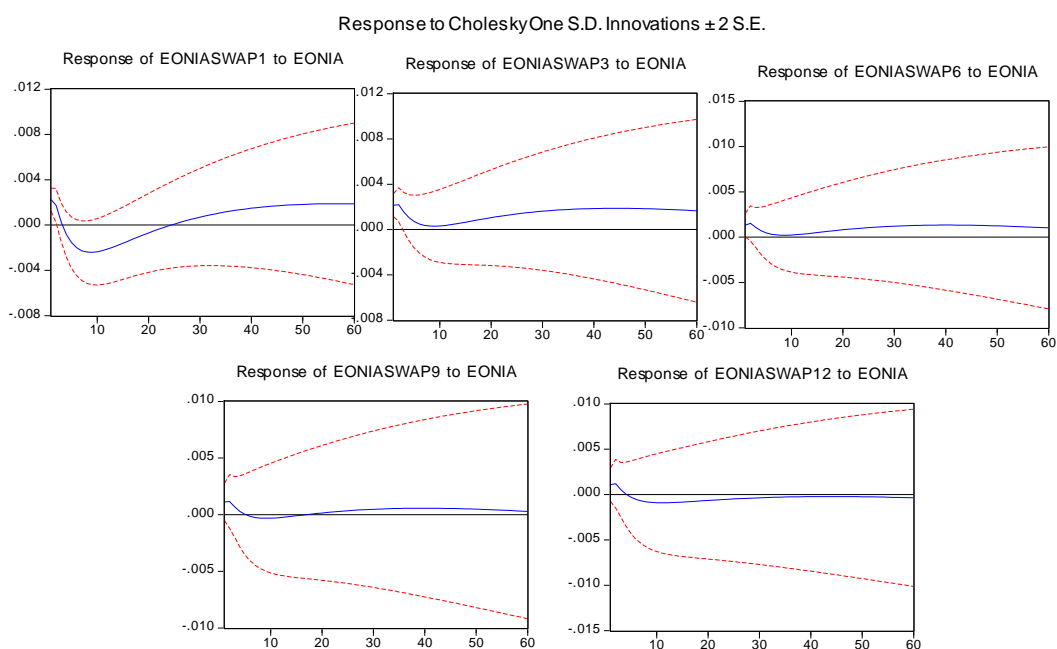 Response to CholeskyOne S.D. Innovations ± 2 S.E.
Response of EONIASWAP1 to EONIA
.012
.008
.004
.000
-.004
-.008
10 20 30 40 50 60
Response of EONIASWAP3 to EONIA
.012
.008
.004
.000
-.004
-.008
10 20 30 40 50 60
Response of EONIASWAP6 to EONIA
.015
.010
.005
.000
-.005
-.010
10 20 30 40 50 60
Response of EONIASWAP9 to EONIA
.010
.005
.000
-.005
-.010
10 20 30 40 50 60
Response of EONIASWAP12 to EONIA
.010
.005
.000
-.005
-.010
-.015
10 20 30 40 50 60